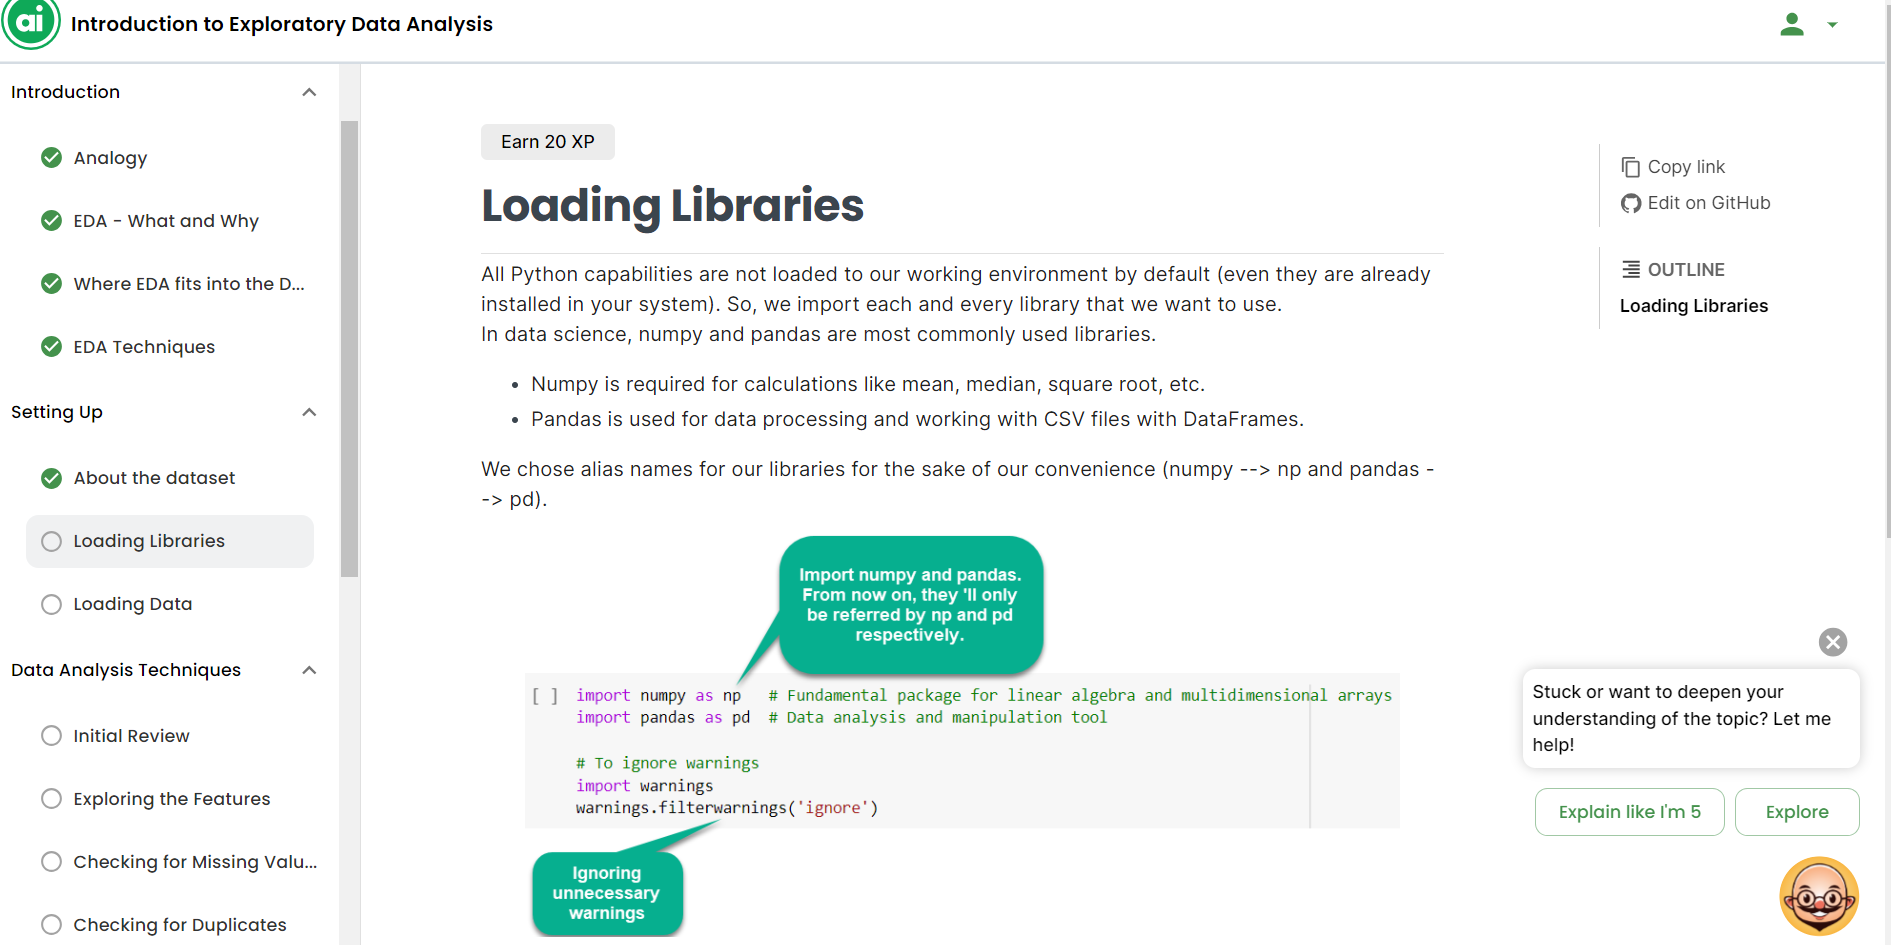 ai
Introduction to Exploratory Data Analysis
Introduction
Analogy
EDA - What and Why
Where EDA fits into the D...
EDA Techniques
Setting Up
About the dataset
Loading Libraries
Loading Data
Data Analysis Techniques
Initial Review
Exploring the Features
Checking for Missing Valu...
Checking for Duplicates
Earn 20 XP
Loading Libraries
All Python capabilities are not loaded to our working environment by default (even they are already
installed in your system). So, we import each and every library that we want to use.
In data science, numpy and pandas are most commonly used libraries.
• Numpy is required for calculations like mean, median, square root, etc.
• Pandas is used for data processing and working with CSV files with DataFrames.
We chose alias names for our libraries for the sake of our convenience (numpy --> np and pandas -
-> pd).
Import numpy and pandas.
From now on, they 'll only
be referred by np and pd
respectively.
[ ] import numpy as np # Fundamental package for linear algebra and multidimensional arrays
import pandas as pd # Data analysis and manipulation tool
# To ignore warnings
import warnings
warnings.filterwarnings('ignore')
Ignoring
unnecessary
warnings
Copy link
Edit on GitHub
OUTLINE
Loading Libraries
Stuck or want to deepen your
understanding of the topic? Let me
help!
Explain like I'm 5
Explore